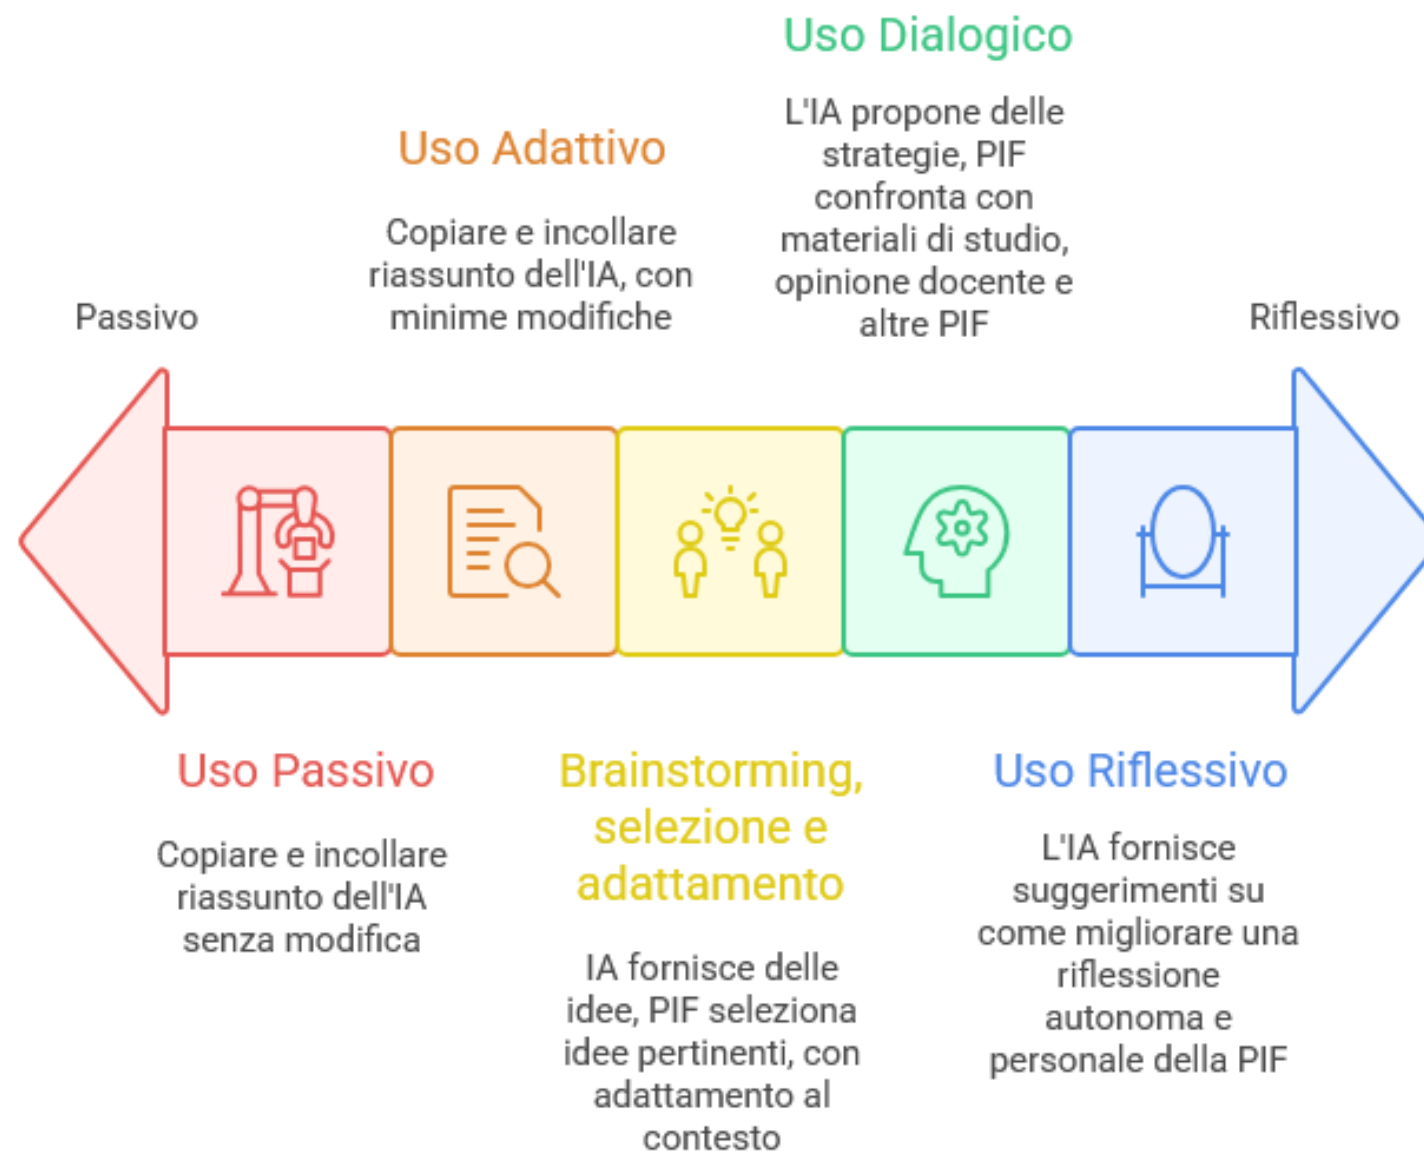 Uso Dialogico
L'IA propone delle
strategie, PIF
confronta con
materiali di studio,
opinione docente e
altre PIF
Uso Adattivo
Copiare e incollare
riassunto dell'IA, con
minime modifiche
Passivo
Riflessivo
Uso Passivo
Copiare e incollare
riassunto dell'IA
senza modifica
Brainstorming,
selezione e
adattamento
IA fornisce delle
idee, PIF seleziona
idee pertinenti, con
adattamento al
contesto
Uso Riflessivo
L'IA fornisce
suggerimenti su
come migliorare una
riflessione
autonoma e
personale della PIF